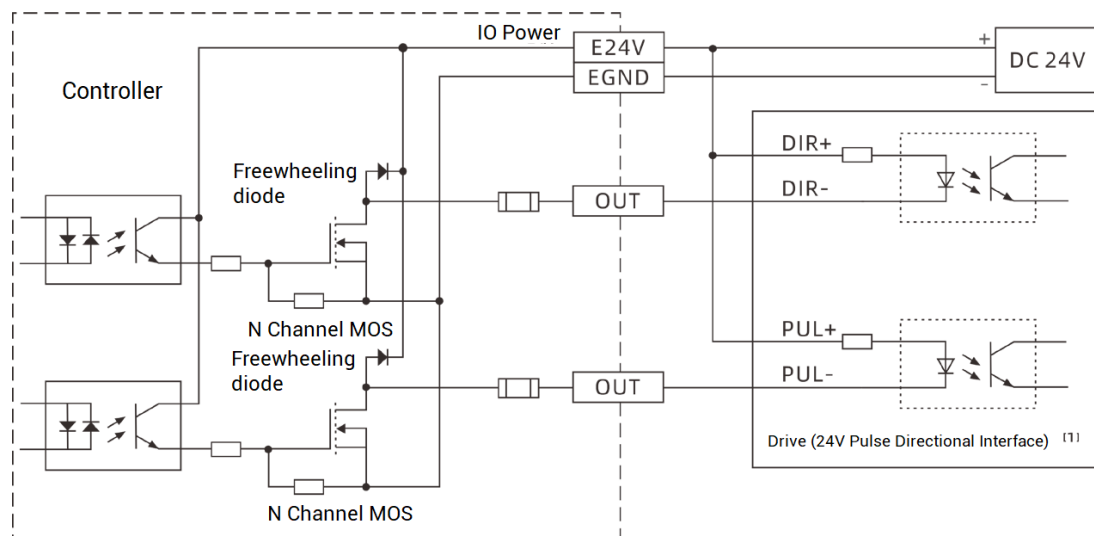 IO Power
E24V
+
DC 24V
EGND
-
Controller
DIR+
Freewheeling
diode
DIR-
OUT
N Channel MOS
PUL+
Freewheeling
diode
PUL-
OUT
Drive (24V Pulse Directional Interface) [1]
N Channel MOS